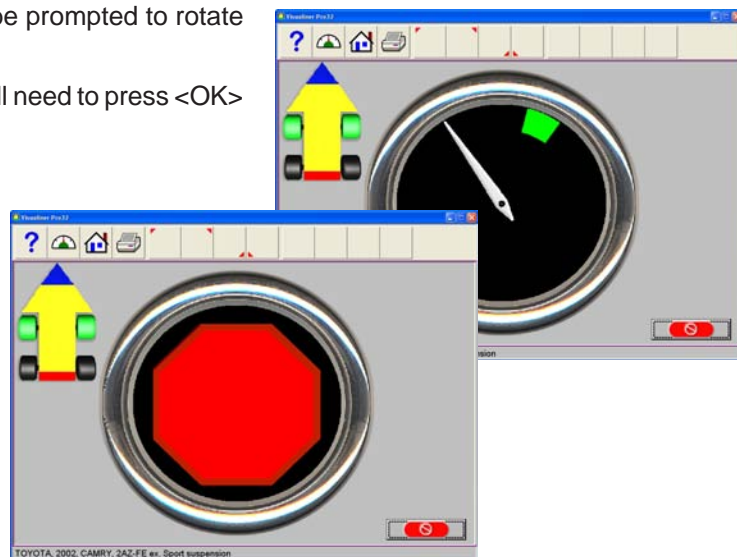 be prompted to rotate
ll need to press <OK>
Visualiner Pro32
?
Visualiner Pro32
?
nsion
TOYOTA, 2002, CAMRY, 2AZ-FE ex. Sport suspension